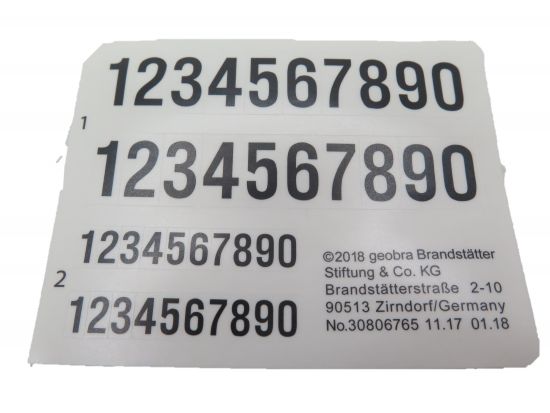 1234567890
1
1234567890
1234567890
2
1234567890
©2018 geobra Brandstätter
Stiftung & Co. KG
Brandstätterstraße 2-10
90513 Zirndorf/Germany
No.30806765 11.17 01.18